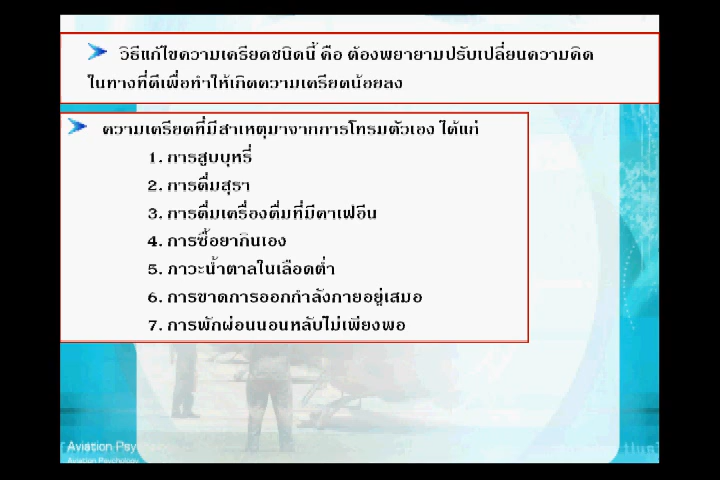 วิธีแก้ไขความเครียดชนิดนี้ คือ ต้องพยายามปรับเปลี่ยนความคิด
ในทางที่ดีเพื่อทำให้เกิดความเครียดน้อยลง
ความเครียดที่มีสาเหตุมาจากการโทรมตัวเอง ได้แก่
1. การสูบบุหรี่
2. การดื่มสุรา
3. การดื่มเครื่องดื่มที่มีคาเฟอีน
4. การซื้อยากินเอง
5. ภาวะน้ำตาลในเลือดต่ำ
6. การขาดการออกกำลังกายอยู่เสมอ
7. การพักผ่อนนอนหลับไม่เพียงพอ
Aviation Psy
Aviation Psychology